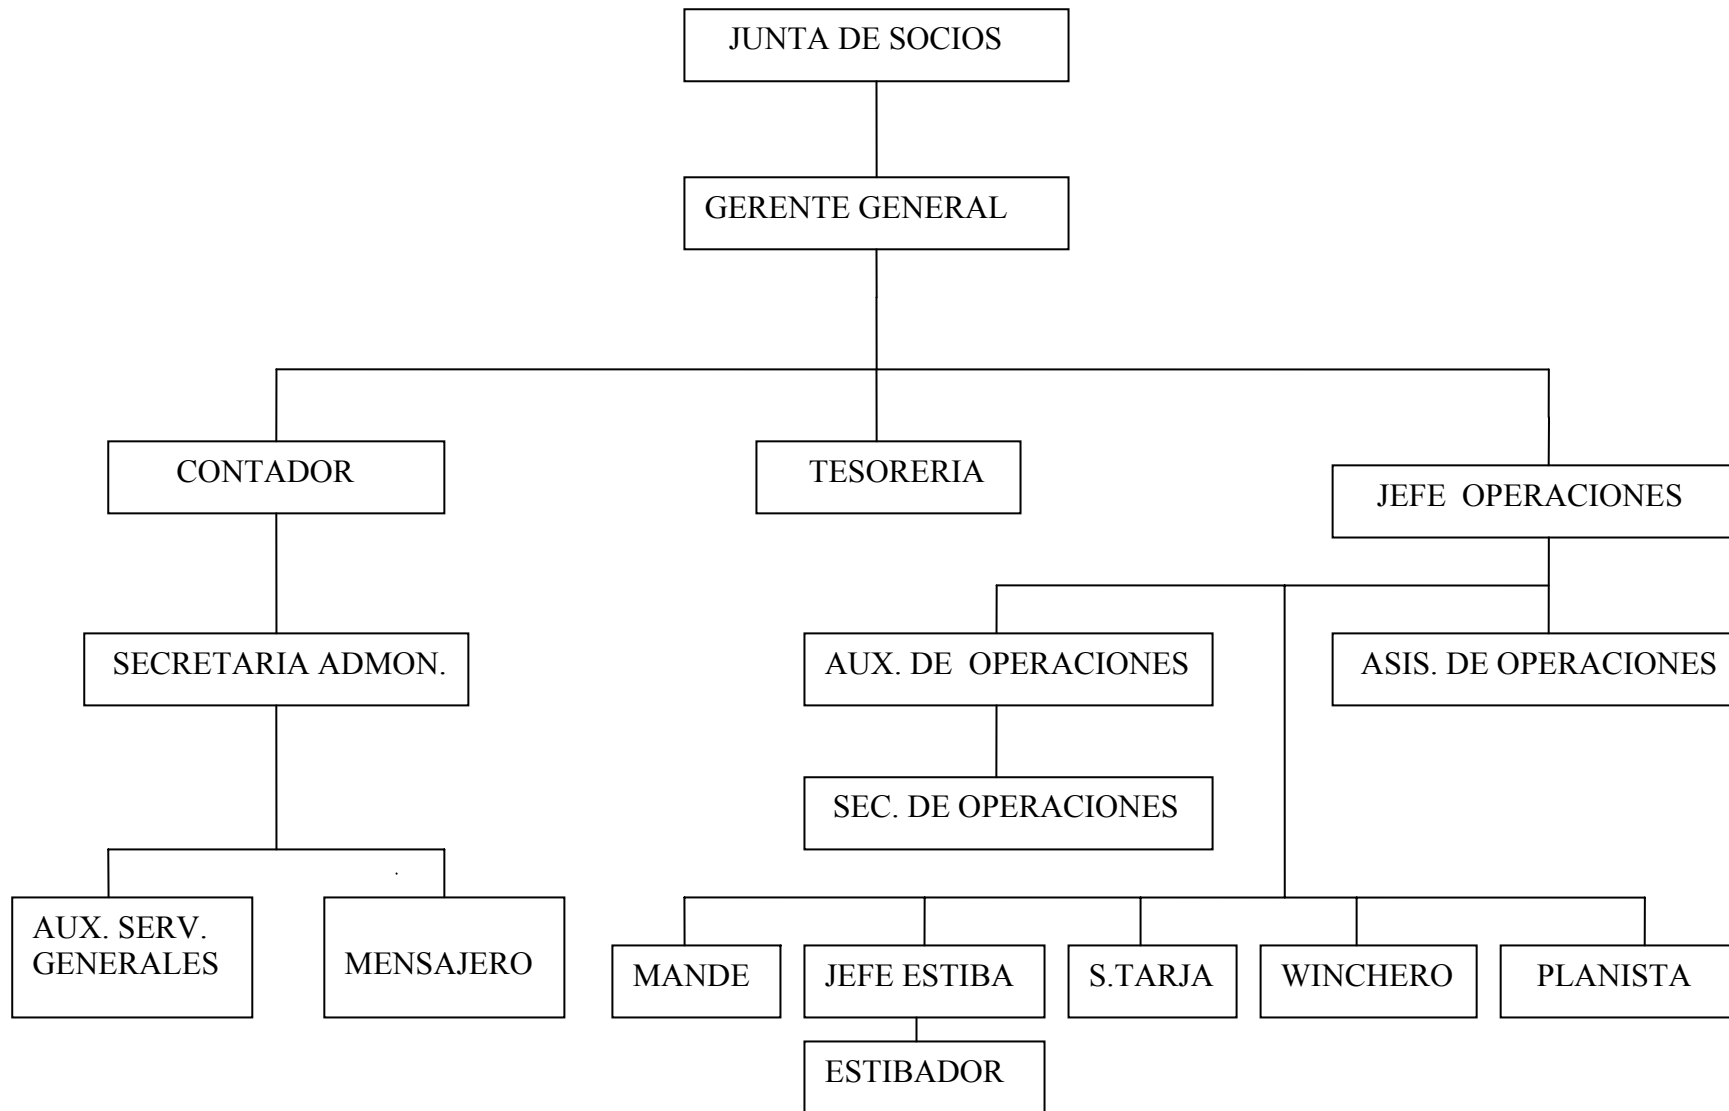 JUNTA DE SOCIOS
GERENTE GENERAL
CONTADOR
TESORERIA
JEFE OPERACIONES
SECRETARIA ADMON.
AUX. DE OPERACIONES
ASIS. DE OPERACIONES
SEC. DE OPERACIONES
AUX. SERV.
GENERALES
MENSAJERO
MANDE
JEFE ESTIBA
S.TARJA
WINCHERO
PLANISTA
ESTIBADOR